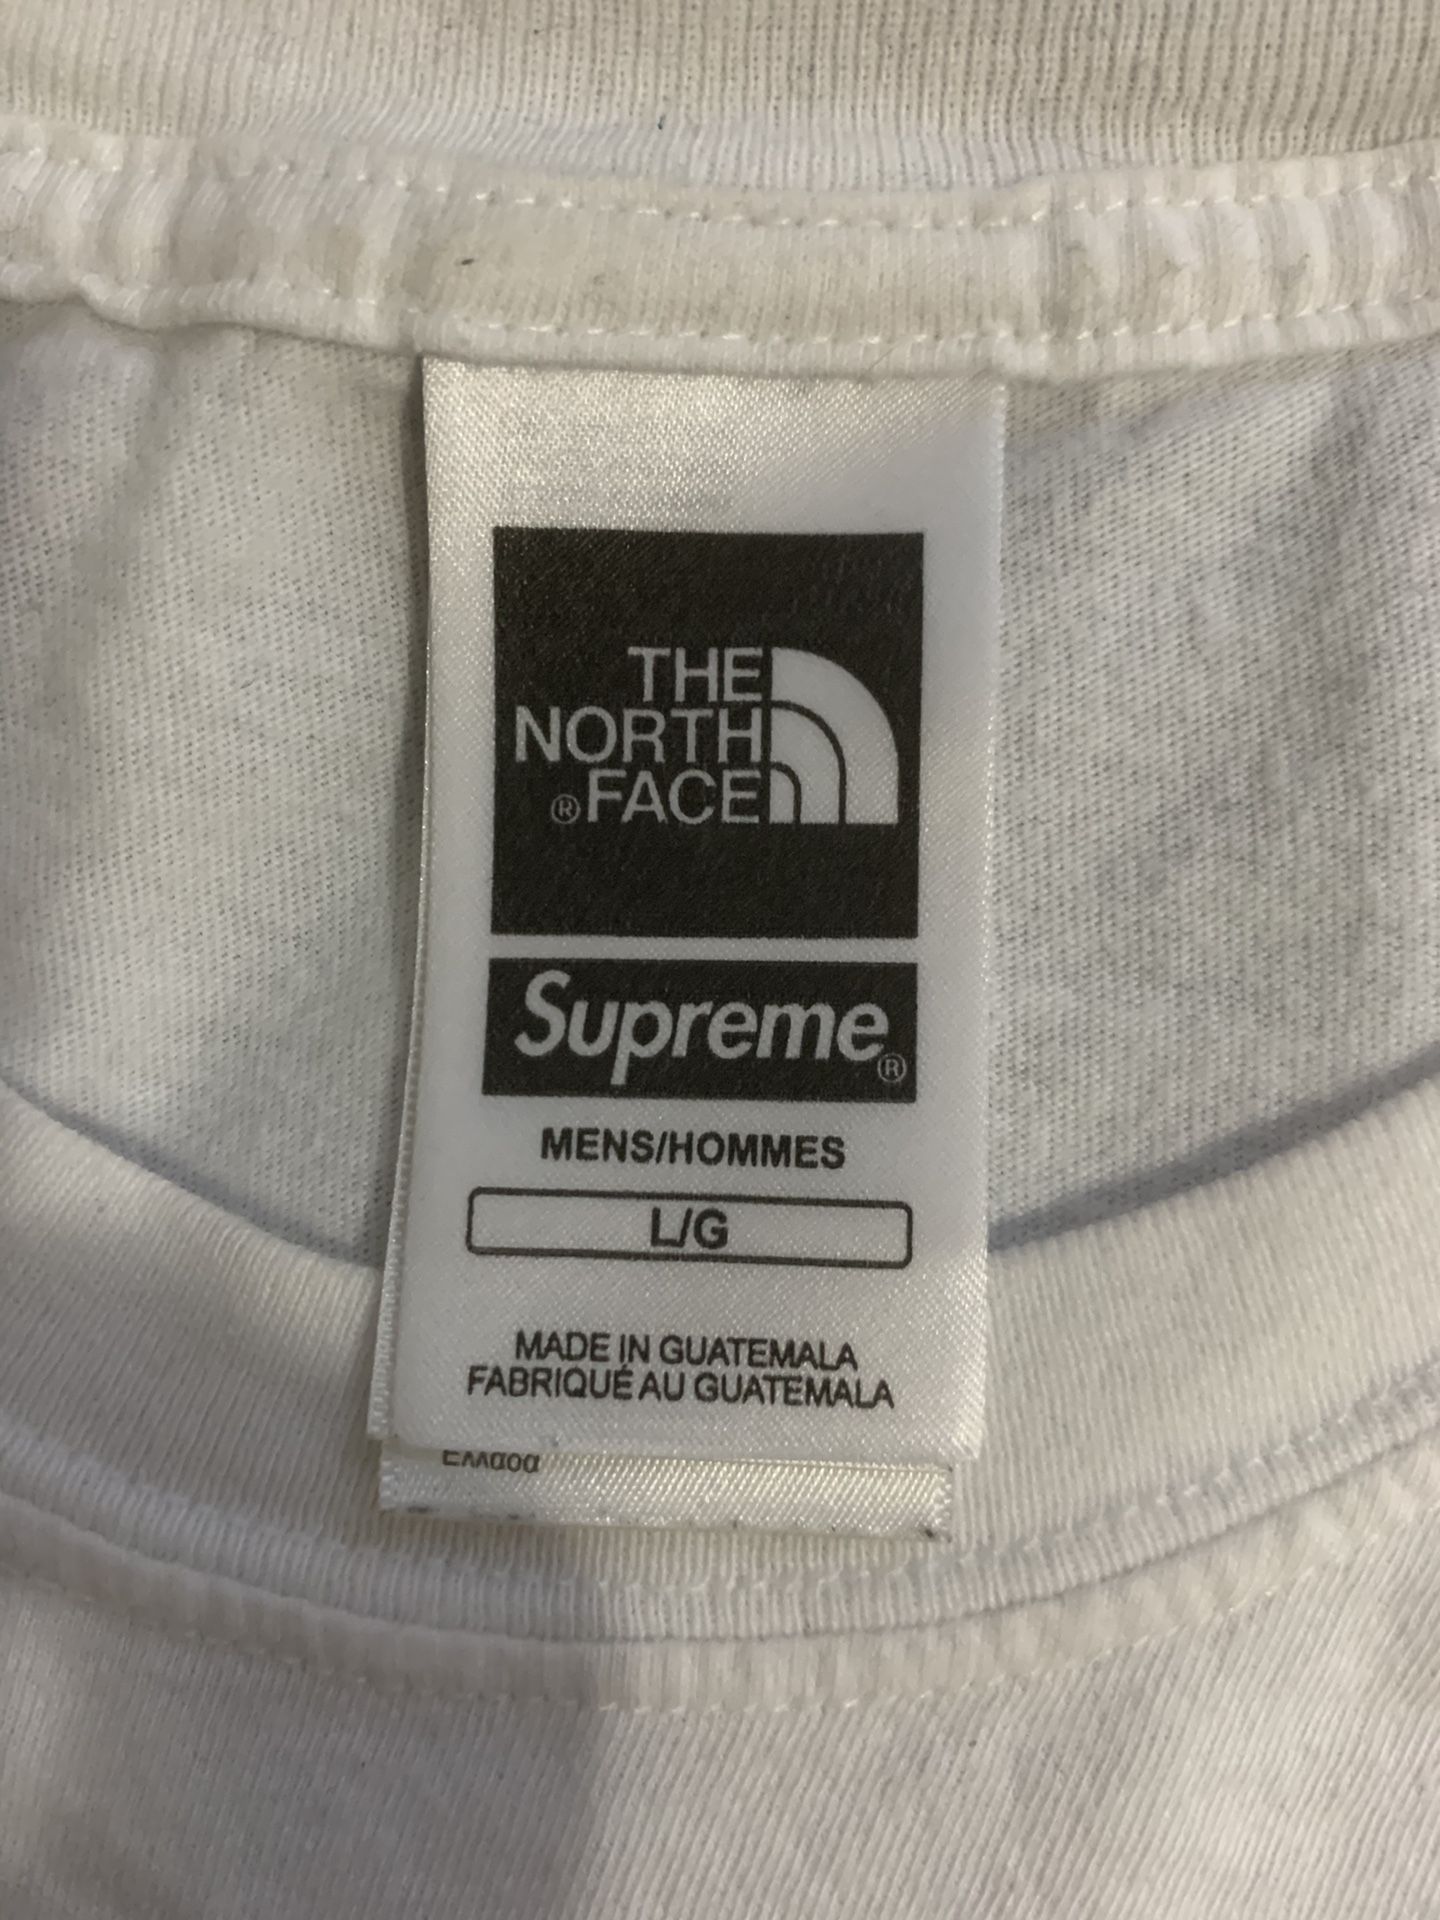 THE
NORTH
®FACE
Supreme®
MENS/HOMMES
L/G
MADE IN GUATEMALA
FABRIQUÉ AU GUATEMALA